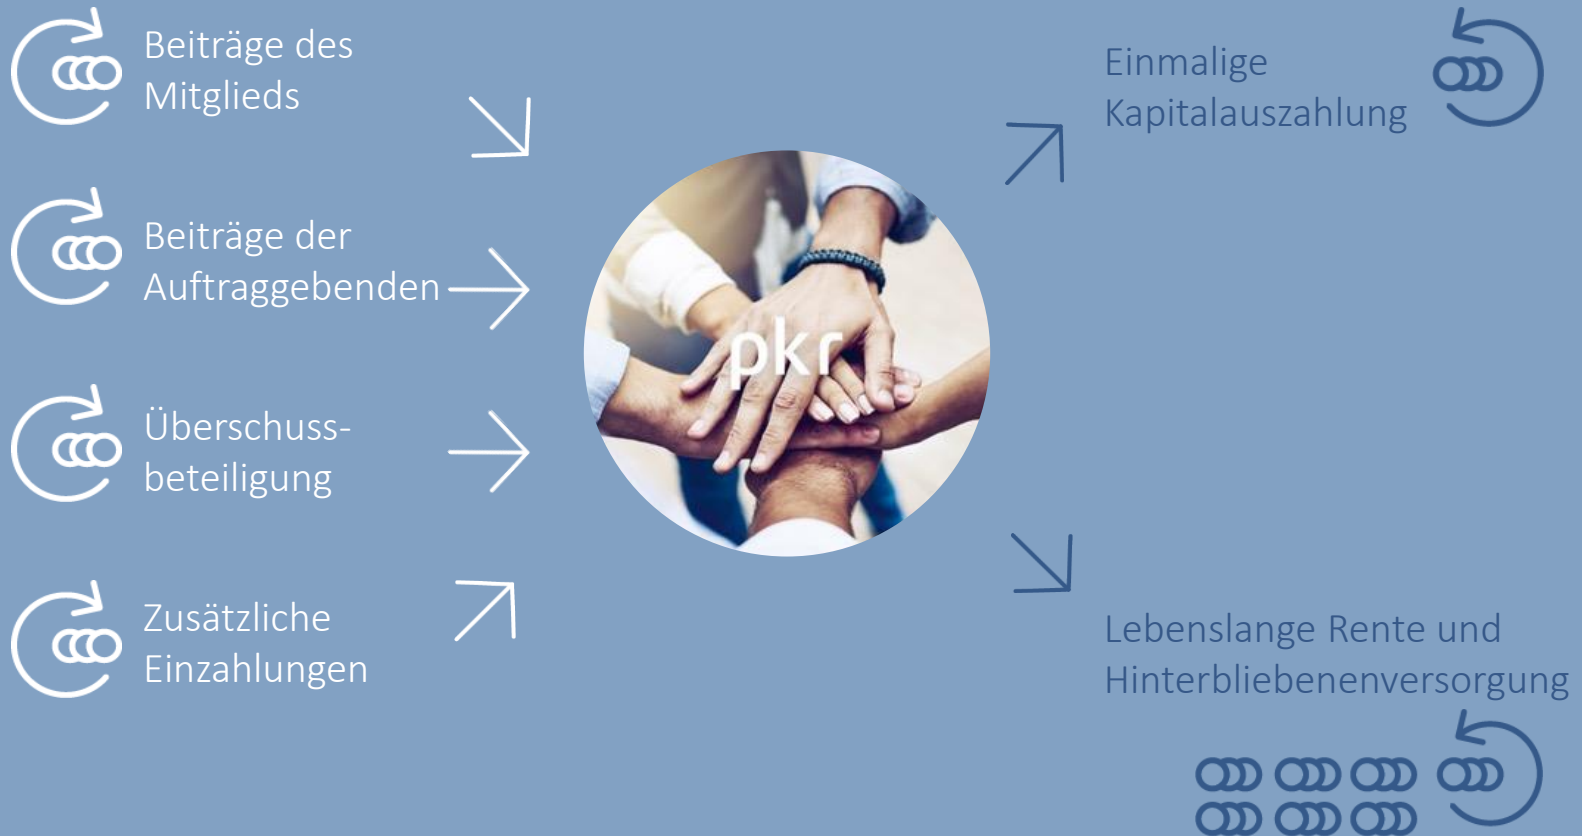 Beiträge des
Mitglieds
Beiträge der
Auftraggebenden
Überschuss-
beteiligung
Zusätzliche
Einzahlungen
pkr
Einmalige
Kapitalauszahlung
Lebenslange Rente und
Hinterbliebenenversorgung